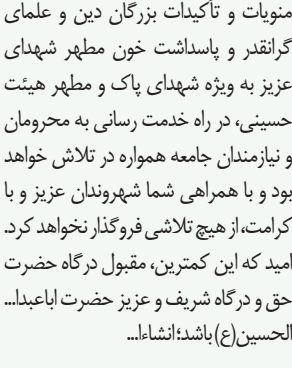 منویات و تأکیدات بزرگان دین و علمای
گرانقدر و پاسداشت خون مطهر شهدای
عزیز به ویژه شهدای پاک و مطهر هیئت
حسینی، در راه خدمت رسانی به محرومان
و نیازمندان جامعه همواره در تلاش خواهد
بود و با همراهی شما شهروندان عزیز و با
کرامت، از هیچ تلاشی فروگذار نخواهد کرد.
امید که این کمترین، مقبول درگاه حضرت
حق و درگاه شریف و عزیز حضرت اباعبدا...
الحسین(ع) باشد؛ انشاءا...